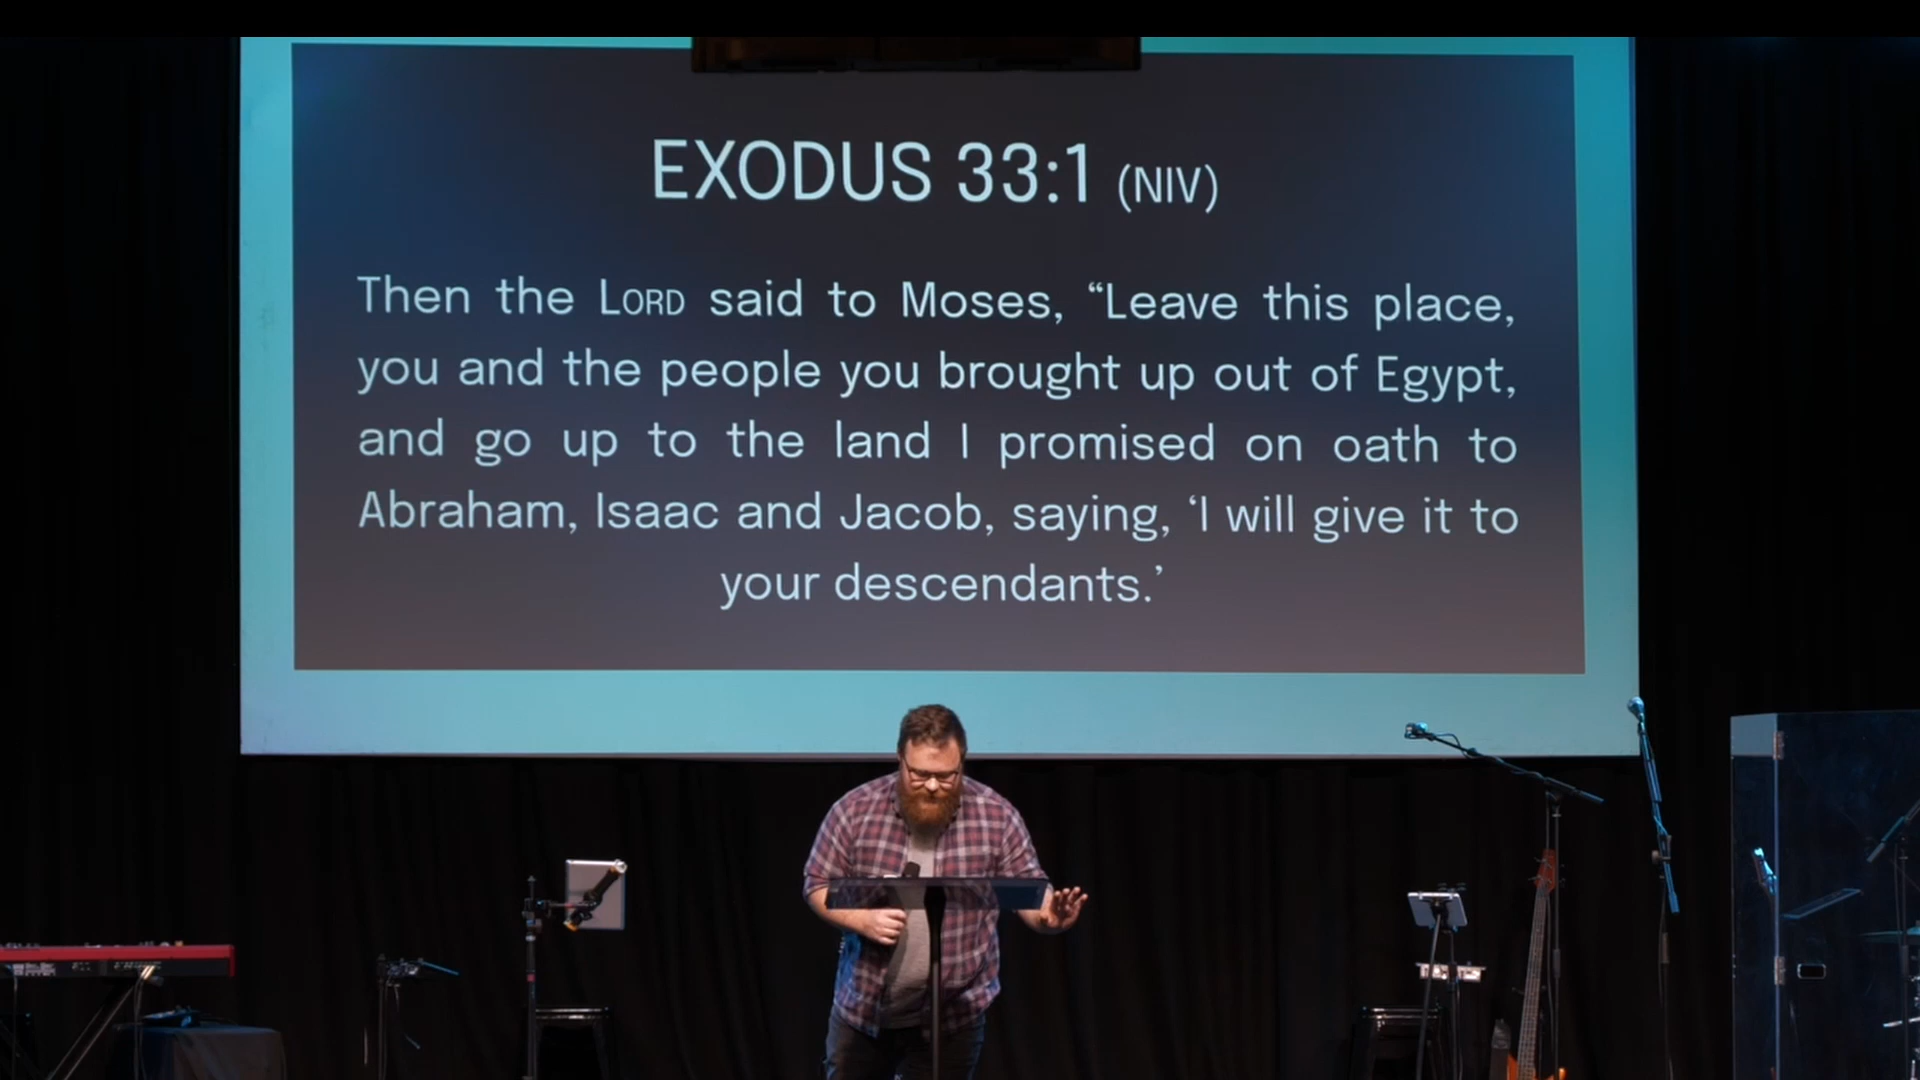 EXODUS 33:1 (NIV)
Then the LORD said to Moses, “Leave this place,
you and the people you brought up out of Egypt,
and go up to the land I promised on oath to
Abraham, Isaac and Jacob, saying, ‘I will give it to
your descendants.’